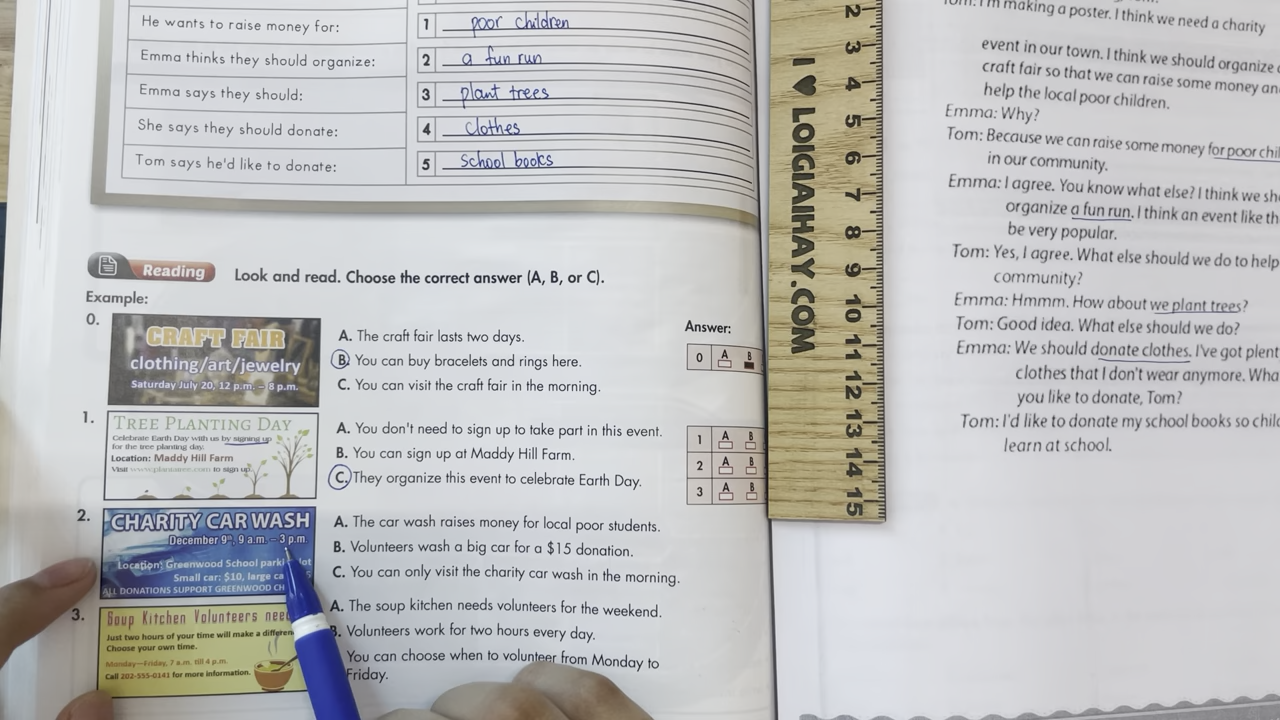 He wants to raise money for:
1 poor children
Emma thinks they should organize:
2 a fun run
Emma says they should:
3 plant trees
She says they should donate:
4 clothes
Tom says he'd like to donate:
5 school books
Reading
Look and read. Choose the correct answer (A, B, or C).
Example:
0.
CRAFT FAIR
clothing/art/jewelry
Saturday July 20, 12 p.m. – 8 p.m.
A. The craft fair lasts two days.
B. You can buy bracelets and rings here.
C. You can visit the craft fair in the morning.
Answer:
0 A B
1.
TREE PLANTING DAY
Celebrate Earth Day with us by signing up
for the tree planting day.
Location: Maddy Hill Farm
Visit to sign up.
A. You don't need to sign up to take part in this event.
B. You can sign up at Maddy Hill Farm.
C. They organize this event to celebrate Earth Day.
1 A B
2 A B
3 A B
2.
CHARITY CAR WASH
December 9th, 9 a.m. – 3 p.m.
Location: Greenwood School parki lot
Small car: $10, large ca
ALL DONATIONS SUPPORT GREENWOOD CH
A. The car wash raises money for local poor students.
B. Volunteers wash a big car for a $15 donation.
C. You can only visit the charity car wash in the morning.
3.
Soup Kitchen Volunteers nee
Just two hours of your time will make a differen
Choose your own time.
Monday—Friday, 7 a.m. till 4 p.m.
Call 202-555-0141 for more information.
A. The soup kitchen needs volunteers for the weekend.
B. Volunteers work for two hours every day.
You can choose when to volunteer from Monday to
Friday.
2 3 4 5 6 7 8 9 10 11 12 13 14 15
I ♥ LOIGIAIHAY.COM
Tom: I'm making a poster. I think we need a charity
event in our town. I think we should organize
craft fair so that we can raise some money an
help the local poor children.
Emma: Why?
Tom: Because we can raise some money for poor chil
in our community.
Emma: I agree. You know what else? I think we sh
organize a fun run. I think an event like th
be very popular.
Tom: Yes, I agree. What else should we do to help
community?
Emma: Hmmm. How about we plant trees?
Tom: Good idea. What else should we do?
Emma: We should donate clothes. I've got plent
clothes that I don't wear anymore. Wha
you like to donate, Tom?
Tom: I'd like to donate my school books so chil
learn at school.